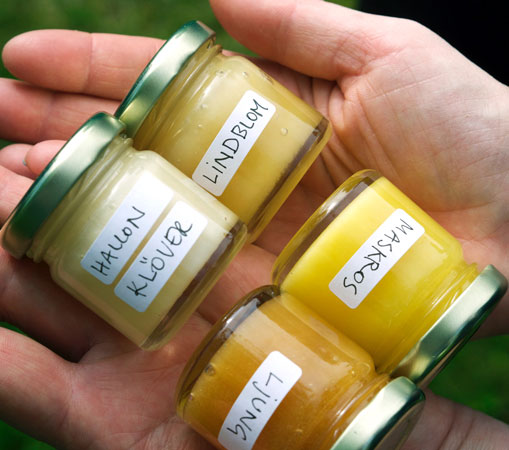 LINDBLOM
HALLON
KLÖVER
MASKROS
LJUNG